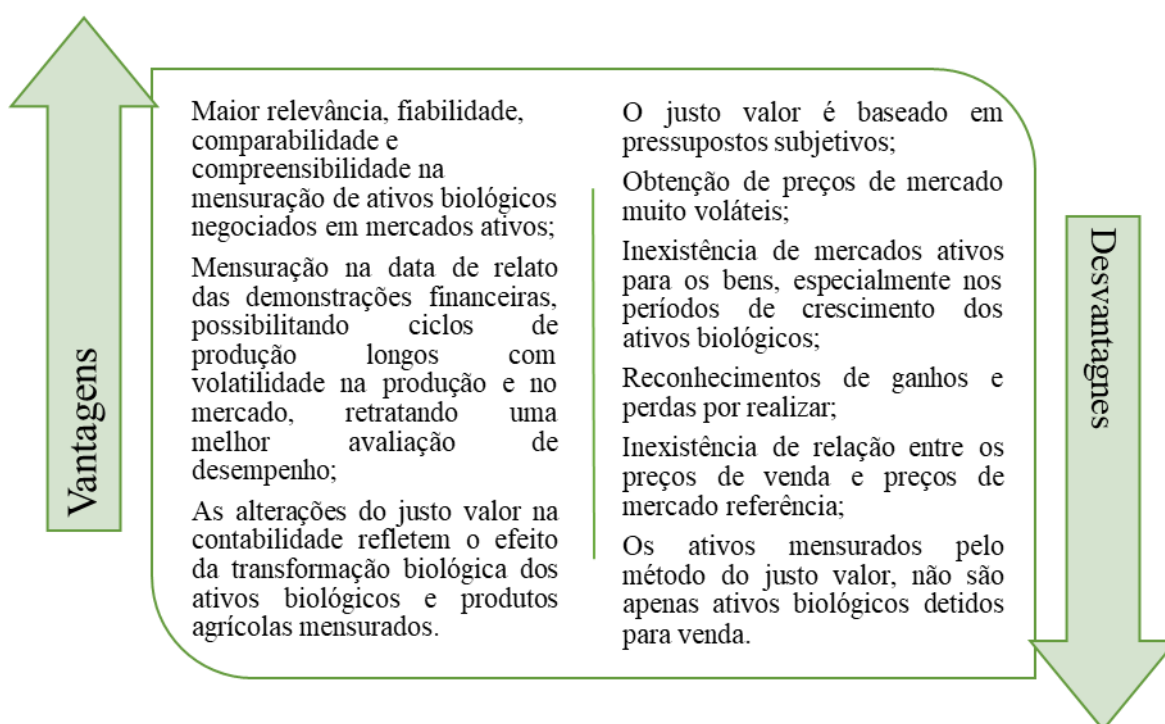 Vantagens
Maior relevância, fiabilidade,
comparabilidade e
compreensibilidade na
mensuração de ativos biológicos
negociados em mercados ativos;
Mensuração na data de relato
das demonstrações financeiras,
possibilitando ciclos de
produção longos com
volatilidade na produção e no
mercado, retratando uma
melhor avaliação de
desempenho;
As alterações do justo valor na
contabilidade refletem o efeito
da transformação biológica dos
ativos biológicos e produtos
agrícolas mensurados.
O justo valor é baseado em
pressupostos subjetivos;
Obtenção de preços de mercado
muito voláteis;
Inexistência de mercados ativos
para os bens, especialmente nos
períodos de crescimento dos
ativos biológicos;
Reconhecimentos de ganhos e
perdas por realizar;
Inexistência de relação entre os
preços de venda e preços de
mercado referência;
Os ativos mensurados pelo
método do justo valor, não são
apenas ativos biológicos detidos
para venda.
Desvantagnes